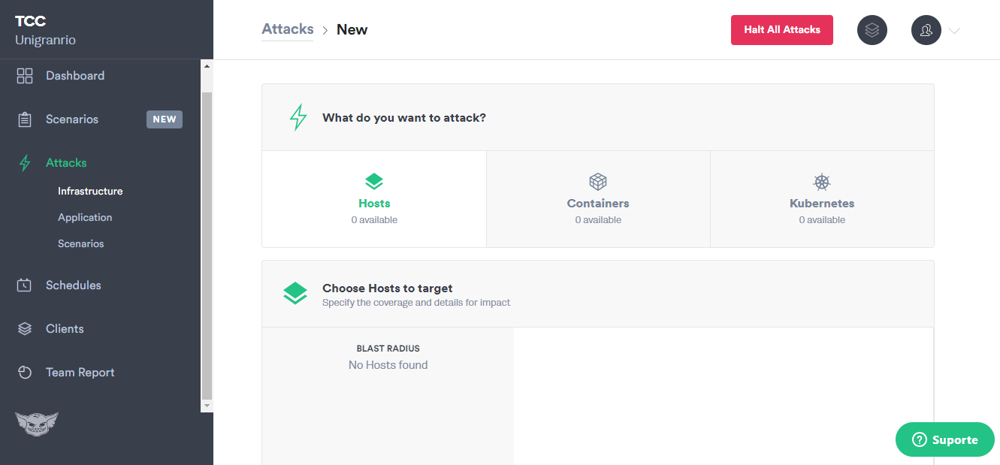 TCC
Unigranrio
Dashboard
Scenarios NEW
Attacks
Infrastructure
Application
Scenarios
Schedules
Clients
Team Report
Attacks > New
Halt All Attacks
What do you want to attack?
Hosts
0 available
Containers
0 available
Kubernetes
0 available
Choose Hosts to target
Specify the coverage and details for impact
BLAST RADIUS
No Hosts found
? Suporte